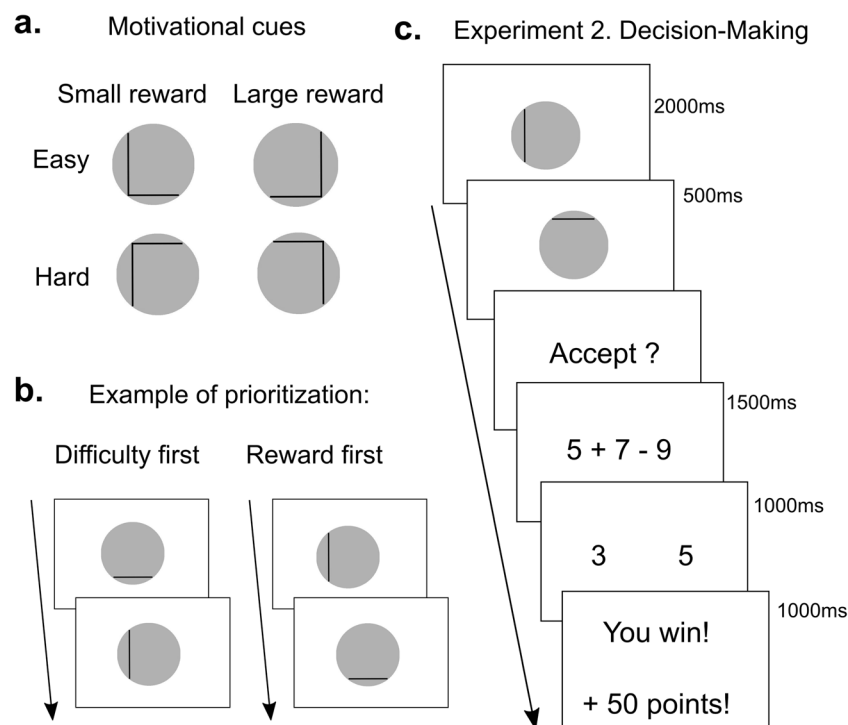 a.
Motivational cues
Small reward
Large reward
Easy
Hard
b.
Example of prioritization:
Difficulty first
Reward first
c.
Experiment 2. Decision-Making
2000ms
500ms
Accept ?
1500ms
5 + 7 - 9
1000ms
3 5
1000ms
You win!
+ 50 points!